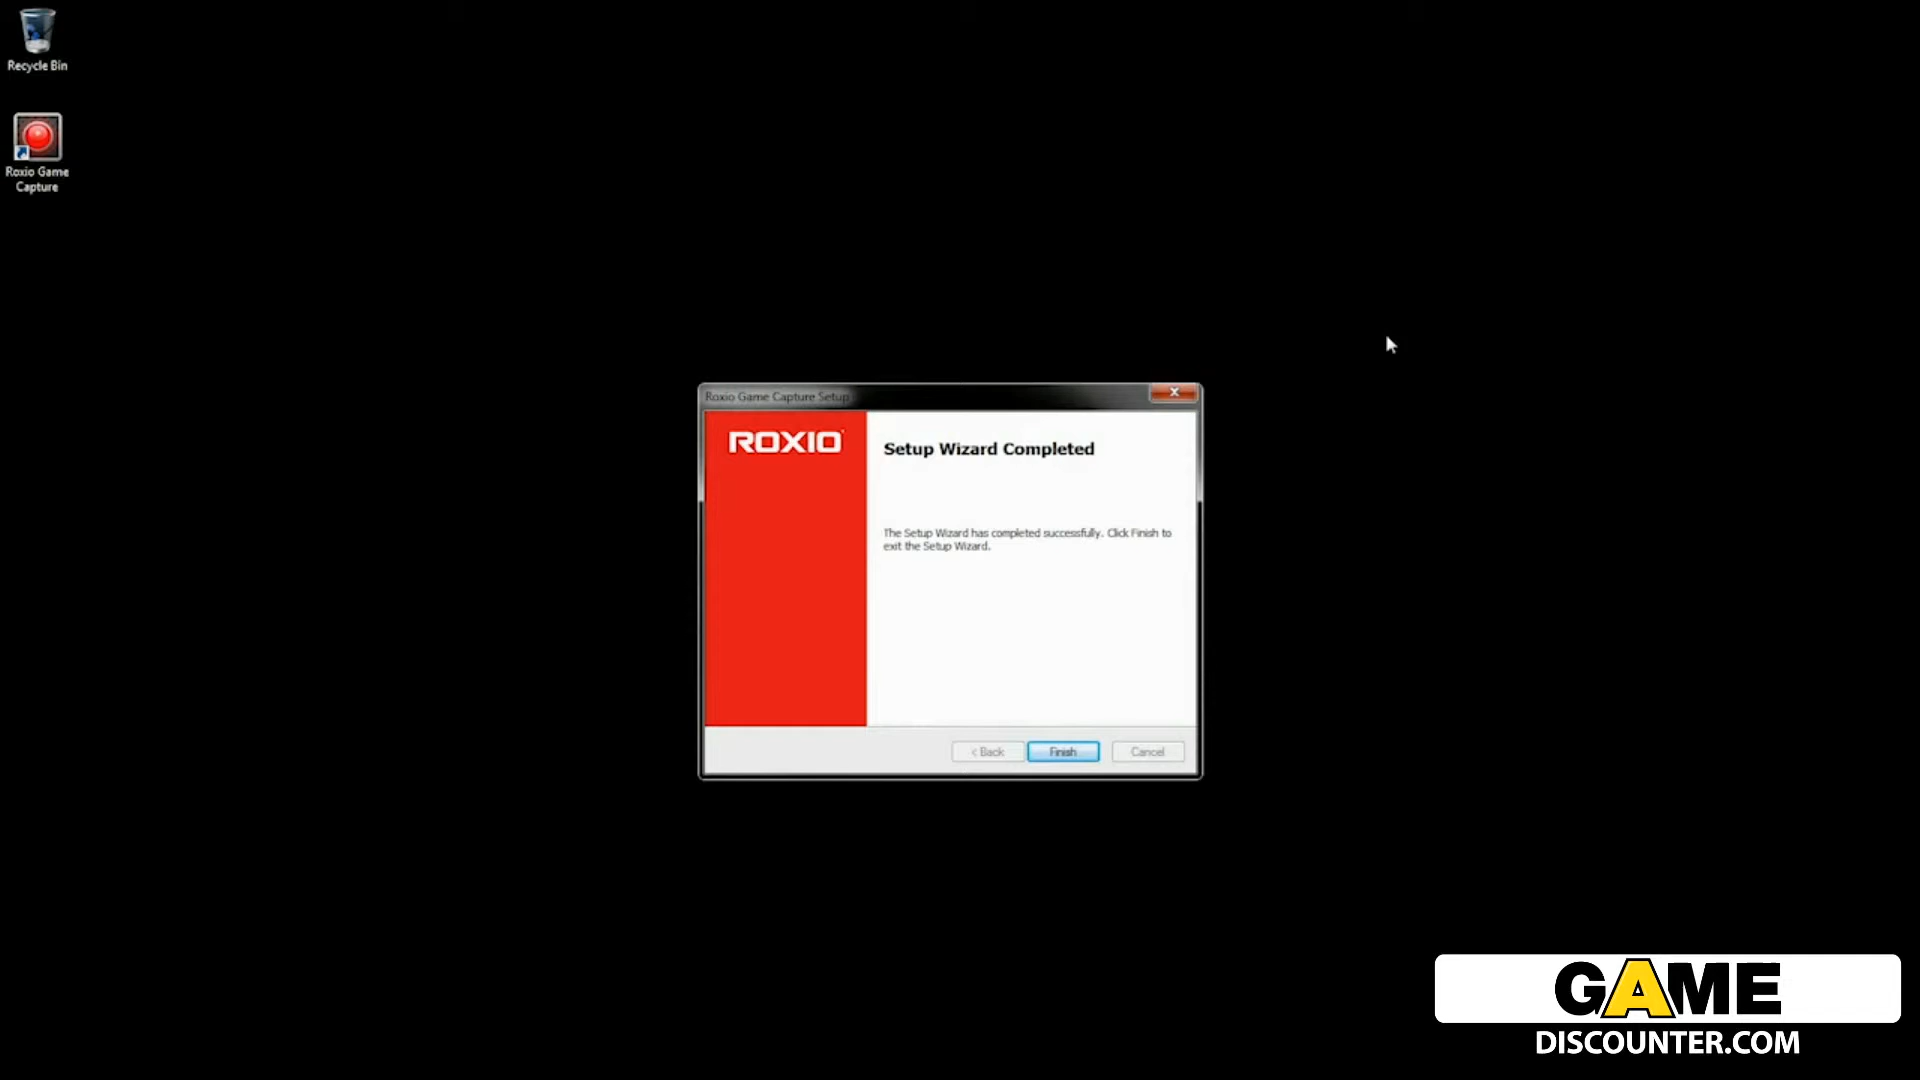 Recycle Bin
Roxio Game
Capture
Roxio Game Capture Setup
ROXIO
Setup Wizard Completed
The Setup Wizard has completed successfully. Click Finish to
exit the Setup Wizard.
< Back
Finish
Cancel
GAME
DISCOUNTER.COM